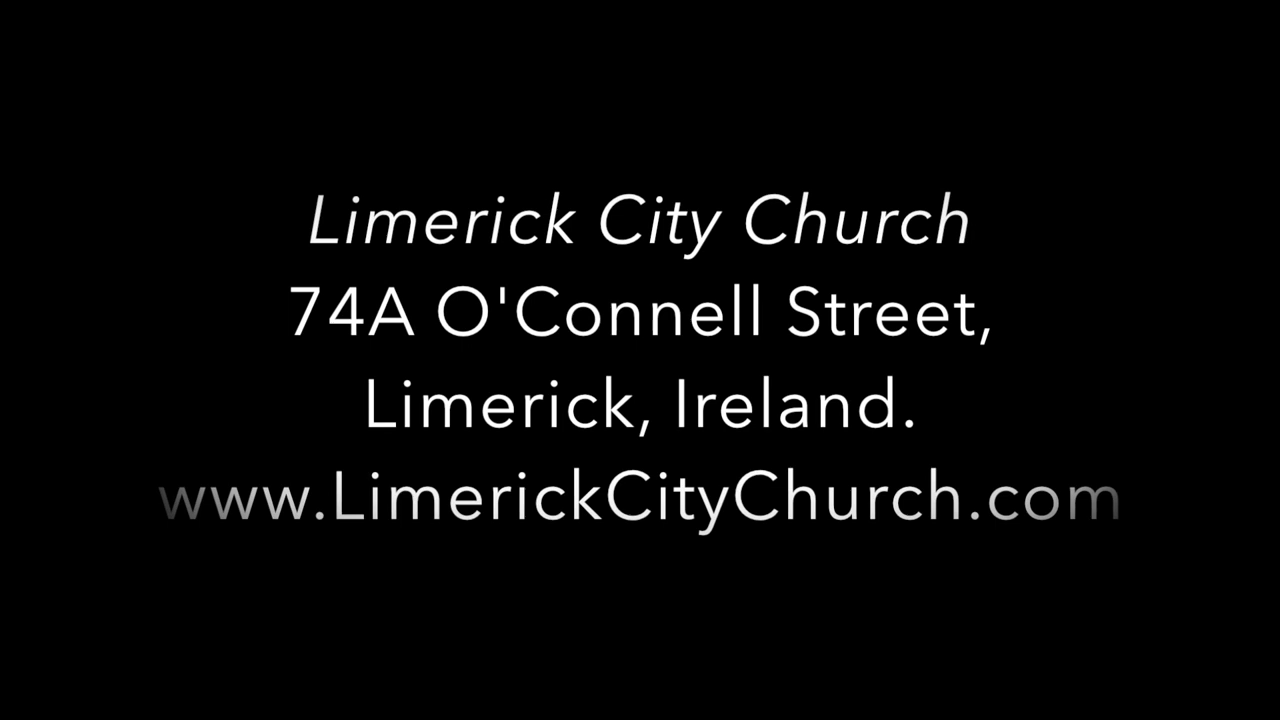 Limerick City Church
74A O'Connell Street,
Limerick, Ireland.
www.LimerickCityChurch.com